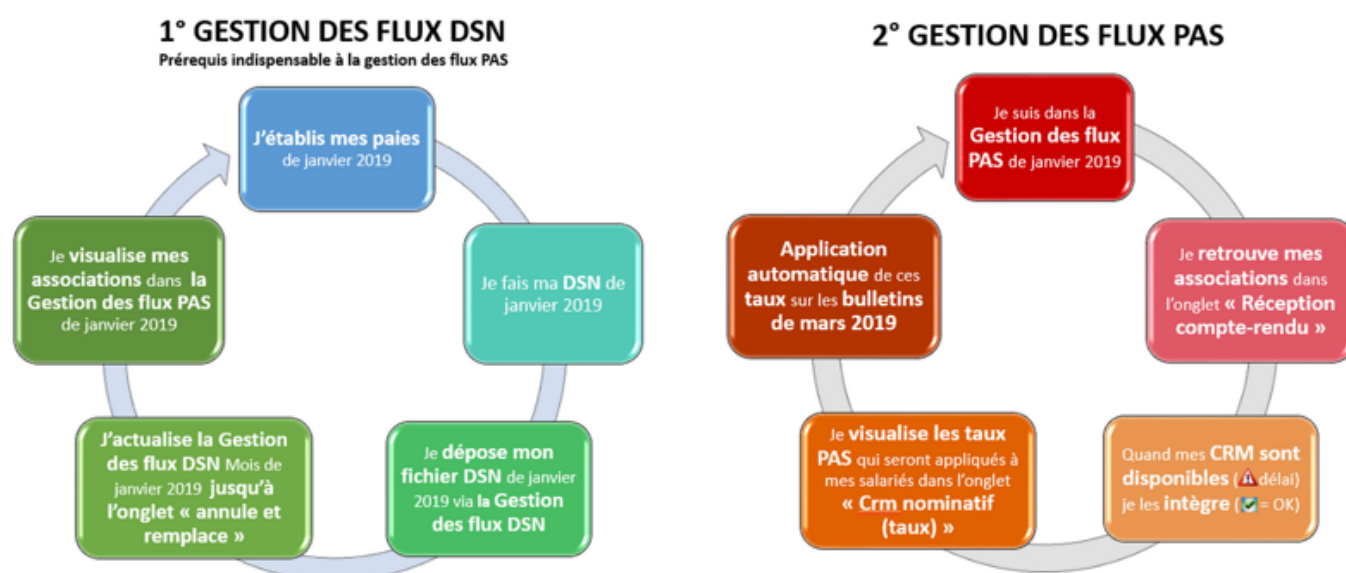 1° GESTION DES FLUX DSN
Prérequis indispensable à la gestion des flux PAS
J'établis mes paies
de janvier 2019
Je fais ma DSN de
janvier 2019
Je dépose mon
fichier DSN de janvier
2019 via la Gestion
des flux DSN
J'actualise la Gestion
des flux DSN Mois de
janvier 2019 jusqu'à
l'onglet « annule et
remplace »
Je visualise mes
associations dans la
Gestion des flux PAS
de janvier 2019
2° GESTION DES FLUX PAS
Je suis dans la
Gestion des flux
PAS de janvier 2019
Je retrouve mes
associations dans
l'onglet « Réception
compte-rendu »
Quand mes CRM sont
disponibles (⚠ délai)
je les intègre (☑ = OK)
Je visualise les taux
PAS qui seront appliqués à
mes salariés dans l'onglet
« Crm nominatif
(taux) »
Application
automatique de ces
taux sur les bulletins
de mars 2019